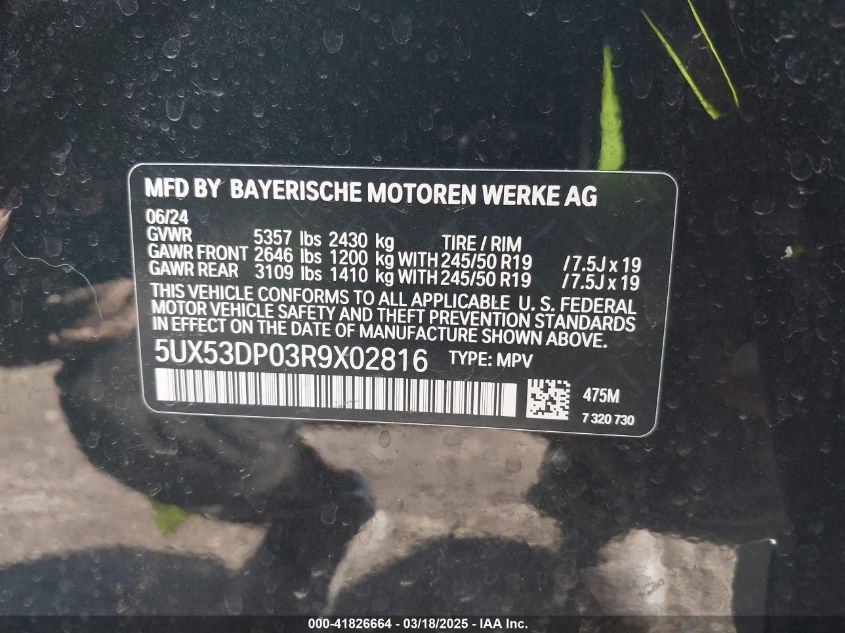 MFD BY BAYERISCHE MOTOREN WERKE AG
06/24
GVWR 5357 lbs 2430 kg TIRE / RIM
GAWR FRONT 2646 lbs 1200 kg WITH 245/50 R19 / 7.5J x 19
GAWR REAR 3109 lbs 1410 kg WITH 245/50 R19 / 7.5J x 19
THIS VEHICLE CONFORMS TO ALL APPLICABLE U. S. FEDERAL
MOTOR VEHICLE SAFETY AND THEFT PREVENTION STANDARDS
IN EFFECT ON THE DATE OF MANUFACTURE SHOWN ABOVE.
5UX53DP03R9X02816 TYPE: MPV
475M
7 320 730
000-41826664 - 03/18/2025 - IAA Inc.